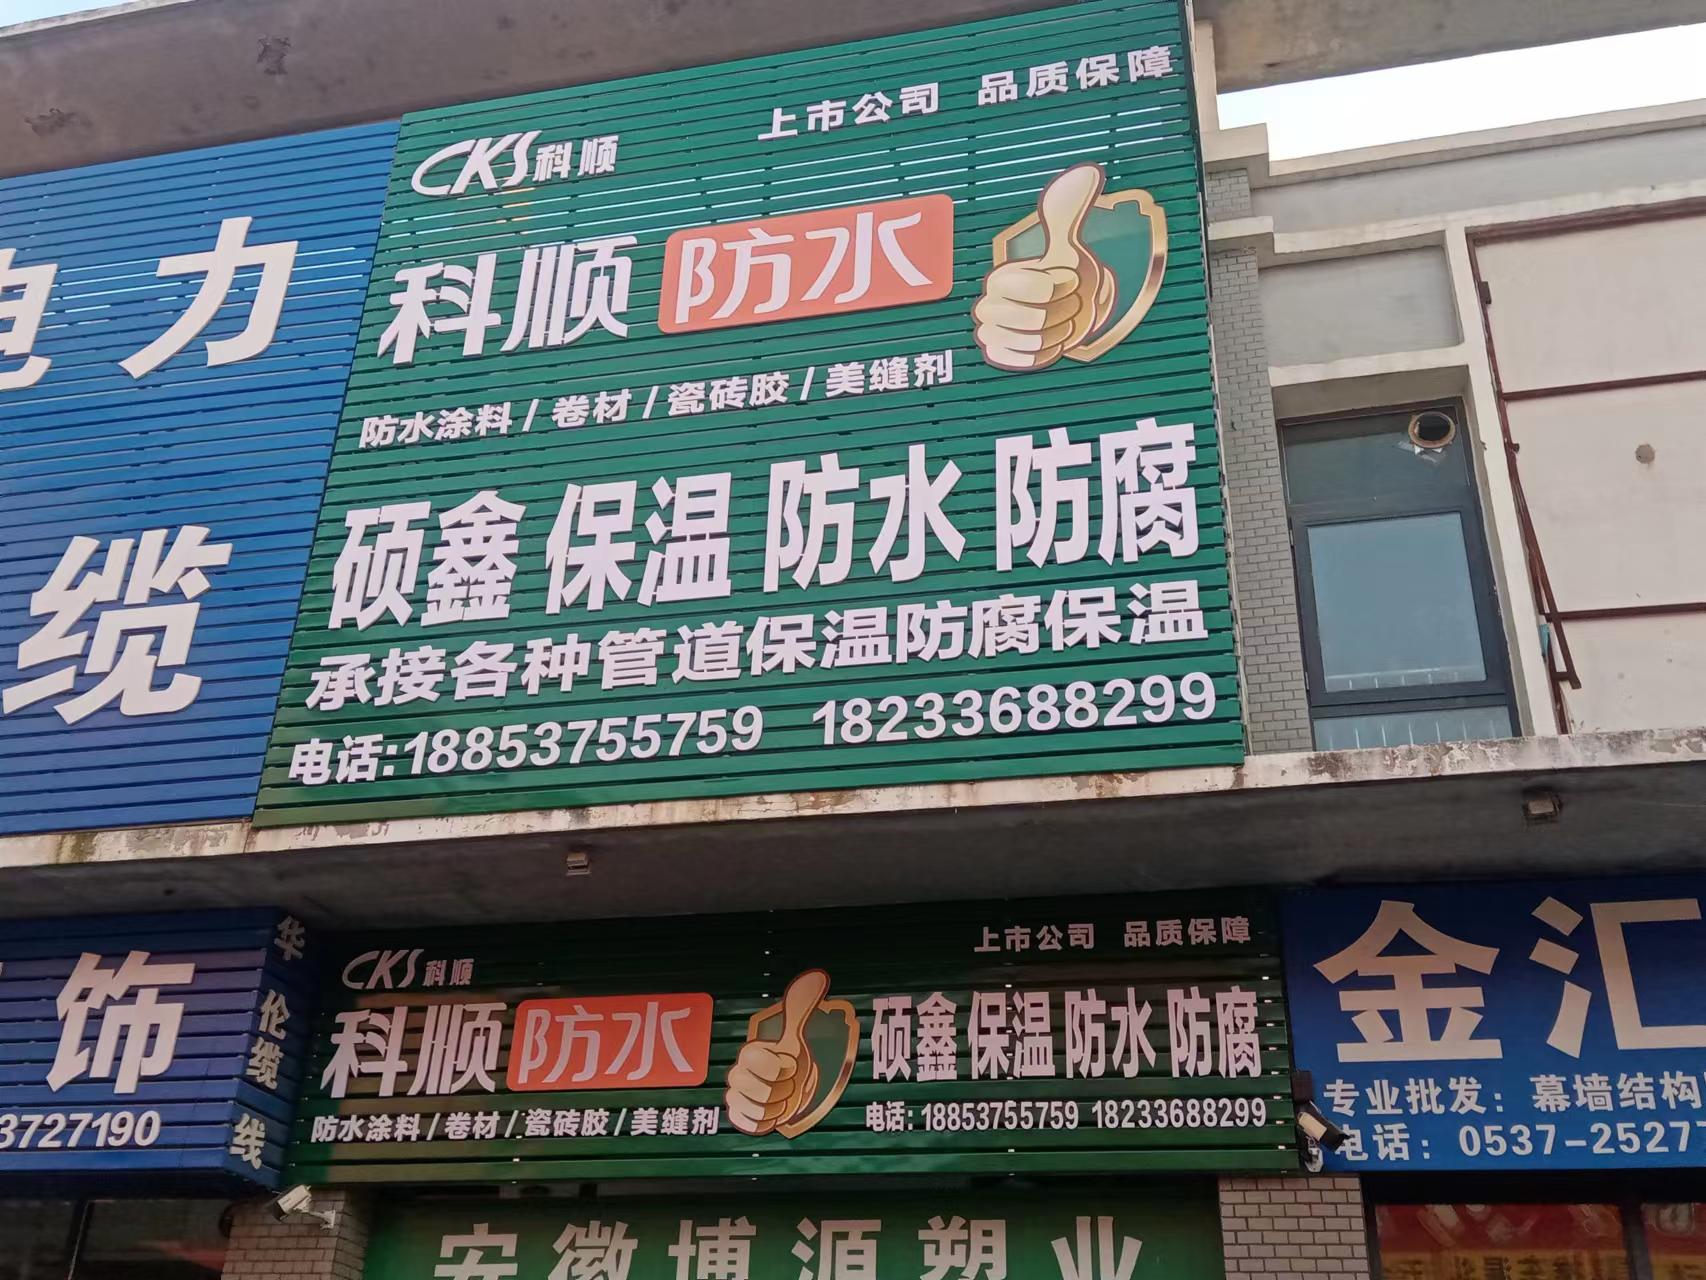 上市公司 品质保障
CKS科顺
科顺 防水
防水涂料/卷材/瓷砖胶/美缝剂
硕鑫 保温 防水 防腐
承接各种管道保温防腐保温
电话:18853755759 18233688299
电力
缆
饰
3727190
华伦缆线
上市公司 品质保障
CKS科顺
科顺 防水
防水涂料/卷材/瓷砖胶/美缝剂
硕鑫 保温 防水 防腐
电话: 18853755759 18233688299
金汇
专业批发：幕墙结构
电话：0537-2527
安徽博源塑业